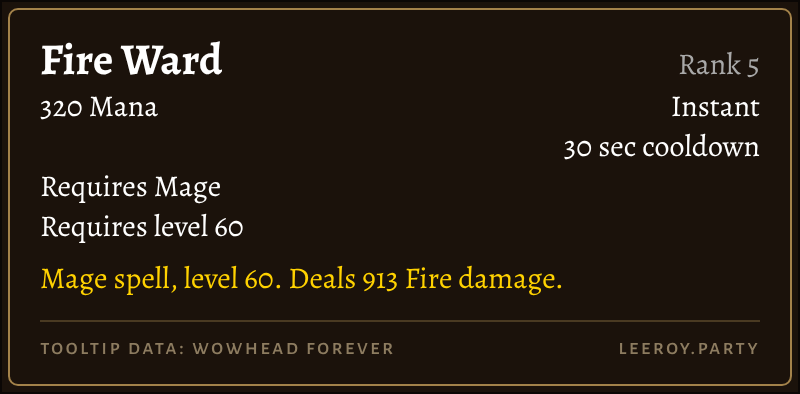 Fire Ward
Rank 5
320 Mana
Instant
30 sec cooldown
Requires Mage
Requires level 60
Mage spell, level 60. Deals 913 Fire damage.
TOOLTIP DATA: WOWHEAD FOREVER
LEEROY.PARTY